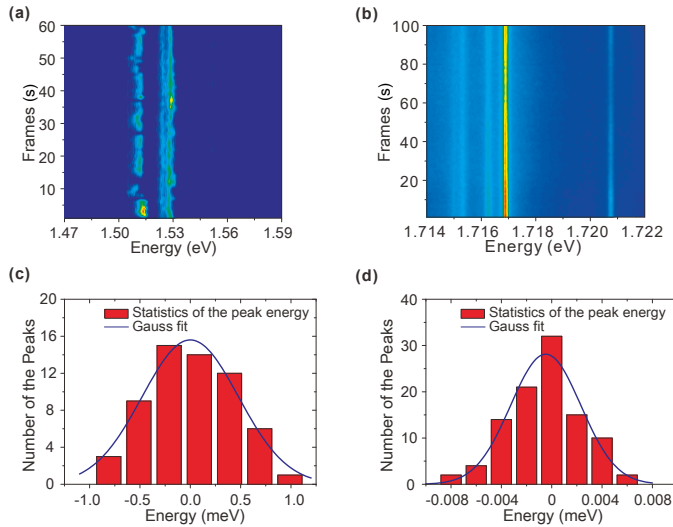 (a)
60
50
40
30
20
10
Frames (s)
1.47 1.50 1.53 1.56 1.59
Energy (eV)
(b)
100
80
60
40
20
Frames (s)
1.714 1.716 1.718 1.720 1.722
Energy (eV)
(c)
20
16
12
8
4
0
Number of the Peaks
Statistics of the peak energy
Gauss fit
-1.0 -0.5 0.0 0.5 1.0
Energy (meV)
(d)
40
30
20
10
0
Number of the Peaks
Statistics of the peak energy
Gauss fit
-0.008 -0.004 0 0.004 0.008
Energy (meV)